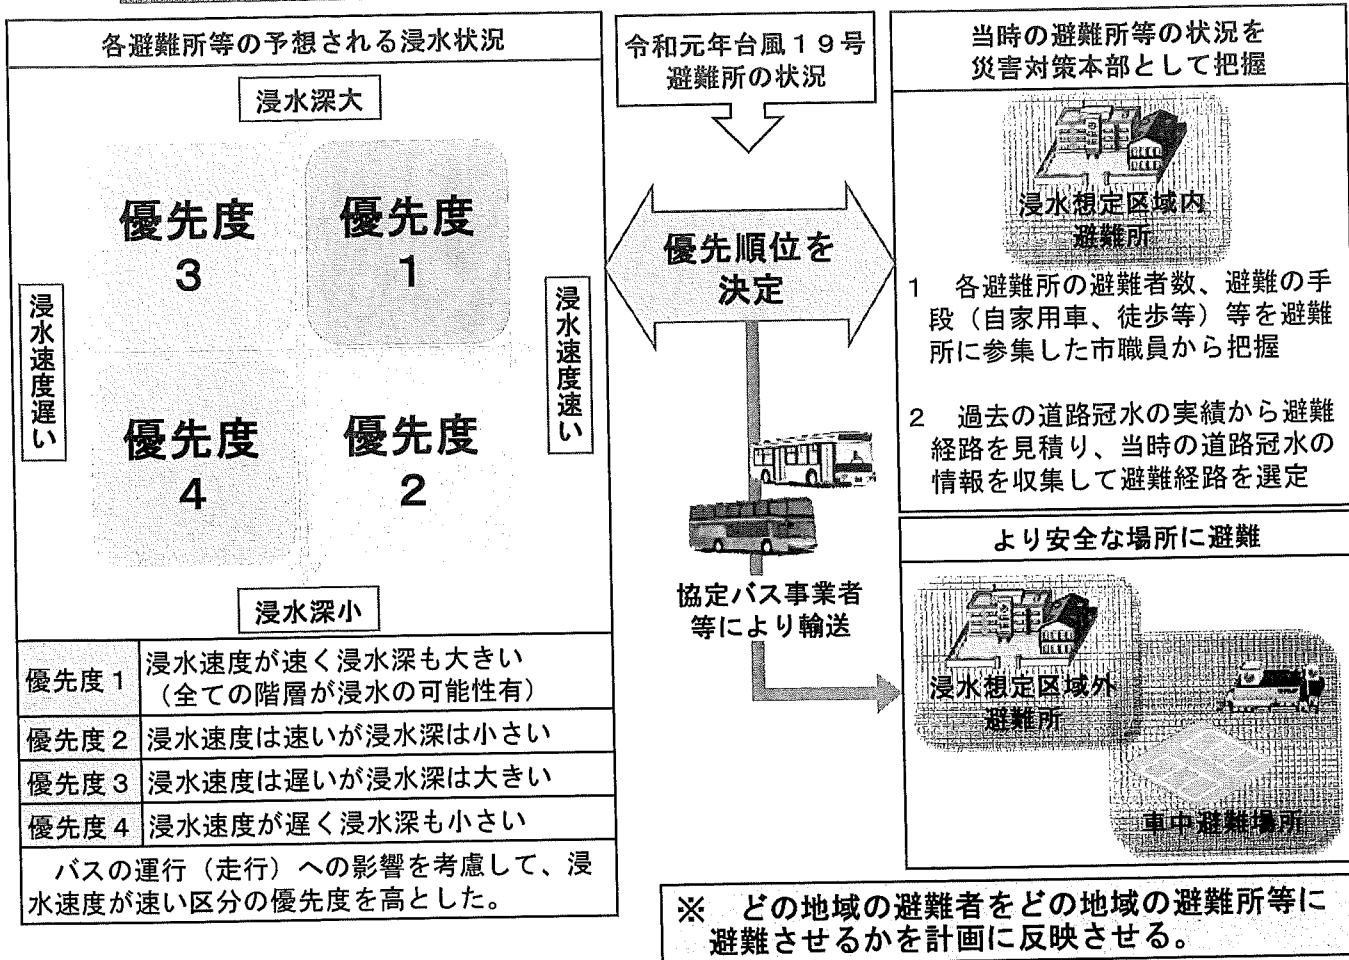 各避難所等の予想される浸水状況
浸水深大
優先度
3
優先度
1
浸水速度遅い
浸水速度速い
優先度
4
優先度
2
浸水深小
優先度1
浸水速度が速く浸水深も大きい
(全ての階層が浸水の可能性有)
優先度2
浸水速度は速いが浸水深は小さい
優先度3
浸水速度は遅いが浸水深は大きい
優先度4
浸水速度が遅く浸水深も小さい
バスの運行(走行)への影響を考慮して、浸
水速度が速い区分の優先度を高とした。
令和元年台風19号
避難所の状況
優先順位を
決定
協定バス事業者
等により輸送
当時の避難所等の状況を
災害対策本部として把握
浸水想定区域内
避難所
1 各避難所の避難者数、避難の手
段(自家用車、徒歩等)等を避難
所に参集した市職員から把握
2 過去の道路冠水の実績から避難
経路を見積り、当時の道路冠水の
情報を収集して避難経路を選定
より安全な場所に避難
浸水想定区域外
避難所
車中避難場所
※ どの地域の避難者をどの地域の避難所等に
避難させるかを計画に反映させる。